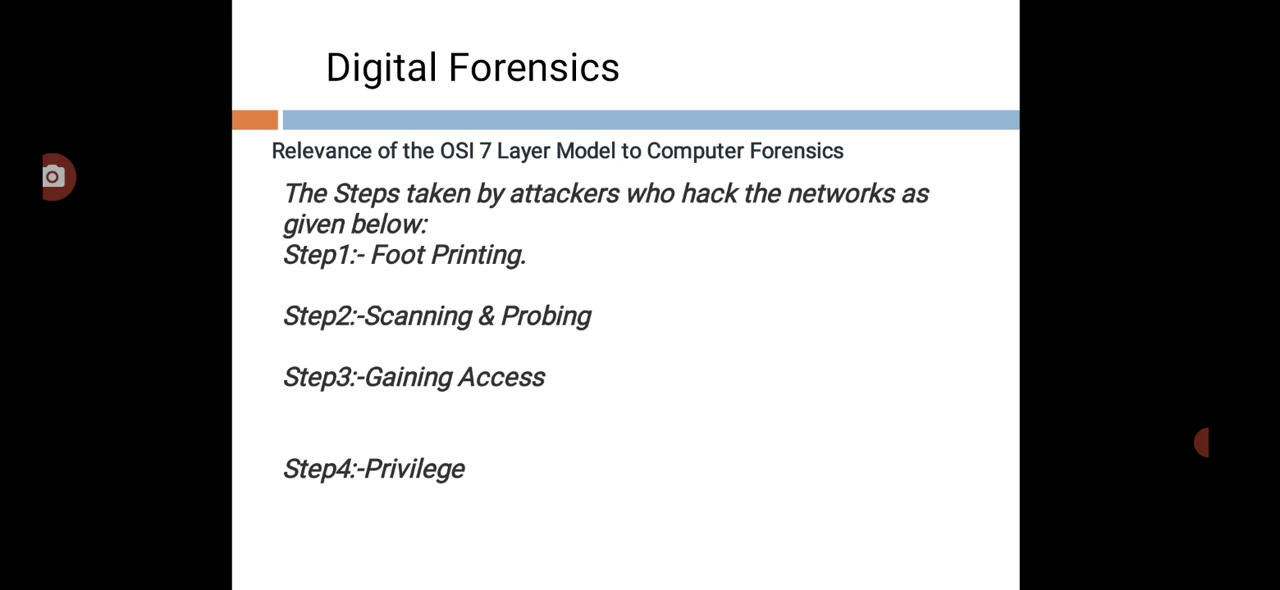 Digital Forensics
Relevance of the OSI 7 Layer Model to Computer Forensics
The Steps taken by attackers who hack the networks as
given below:
Step1:- Foot Printing.
Step2:-Scanning & Probing
Step3:-Gaining Access
Step4:-Privilege